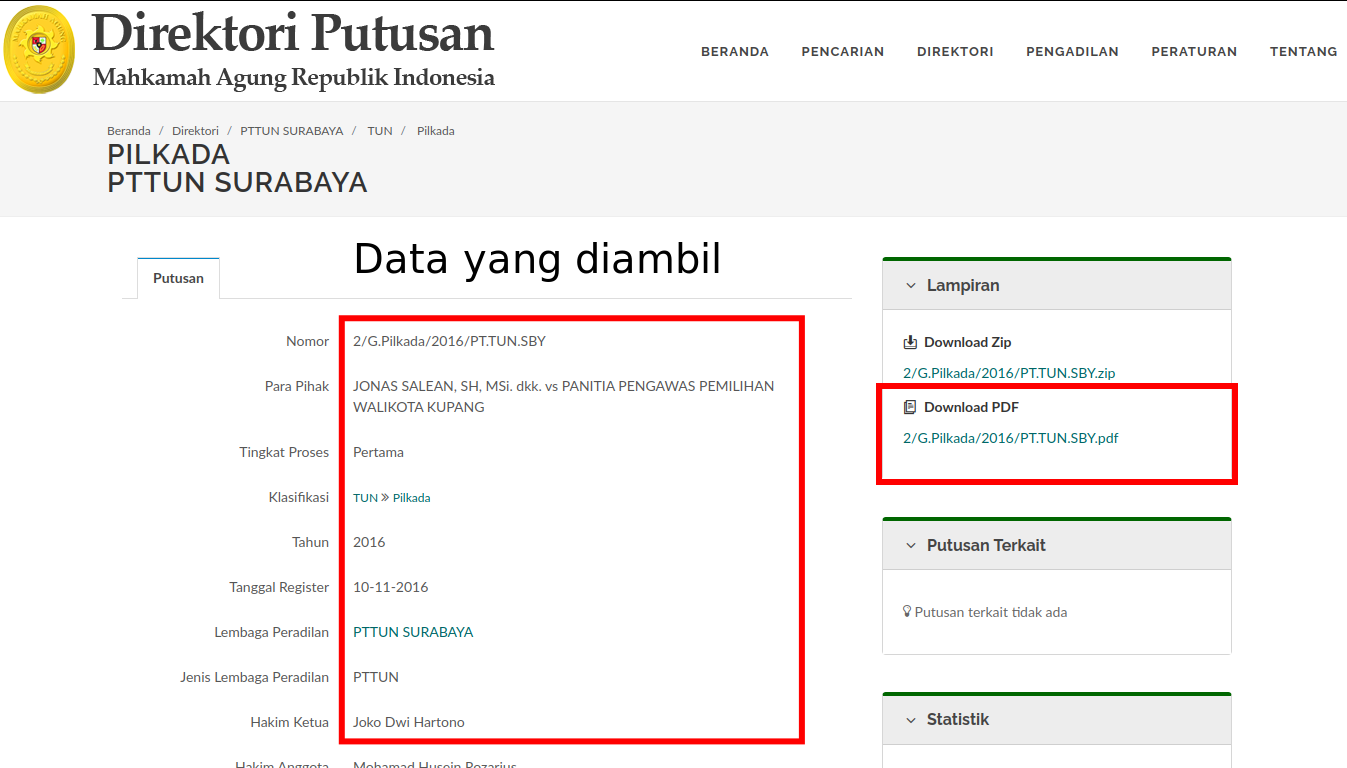 Direktori Putusan
Mahkamah Agung Republik Indonesia
BERANDA PENCARIAN DIREKTORI PENGADILAN PERATURAN TENTANG
Beranda / Direktori / PTTUN SURABAYA / TUN / Pilkada
PILKADA
PTTUN SURABAYA
Data yang diambil
Putusan
Nomor 2/G.Pilkada/2016/PT.TUN.SBY
Para Pihak JONAS SALEAN, SH, MSi. dkk. vs PANITIA PENGAWAS PEMILIHAN
WALIKOTA KUPANG
Tingkat Proses Pertama
Klasifikasi TUN » Pilkada
Tahun 2016
Tanggal Register 10-11-2016
Lembaga Peradilan PTTUN SURABAYA
Jenis Lembaga Peradilan PTTUN
Hakim Ketua Joko Dwi Hartono
Hakim Anggota Mohamad Husein Rozarius
Lampiran
Download Zip
2/G.Pilkada/2016/PT.TUN.SBY.zip
Download PDF
2/G.Pilkada/2016/PT.TUN.SBY.pdf
Putusan Terkait
Putusan terkait tidak ada
Statistik